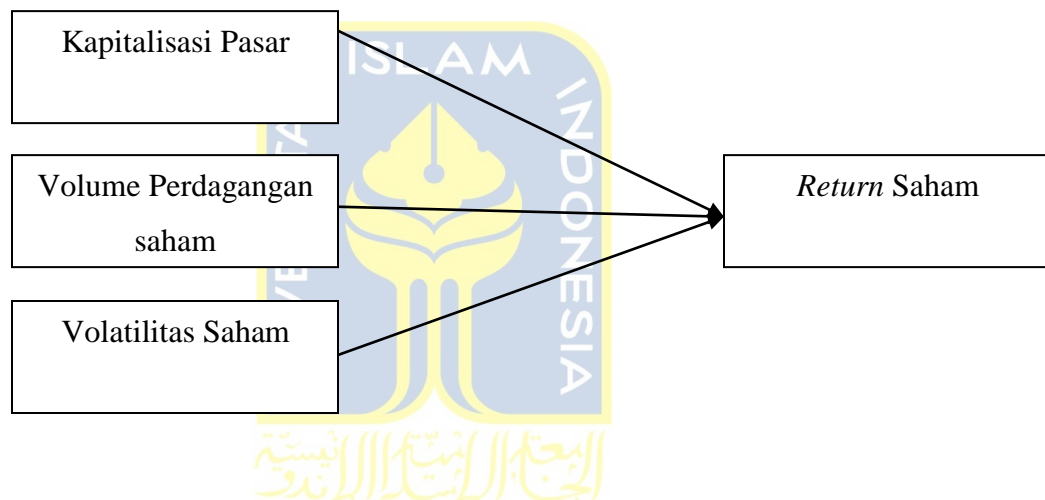 Kapitalisasi Pasar
Volume Perdagangan
saham
Volatilitas Saham
Return Saham
ISLAM
INDONESIA